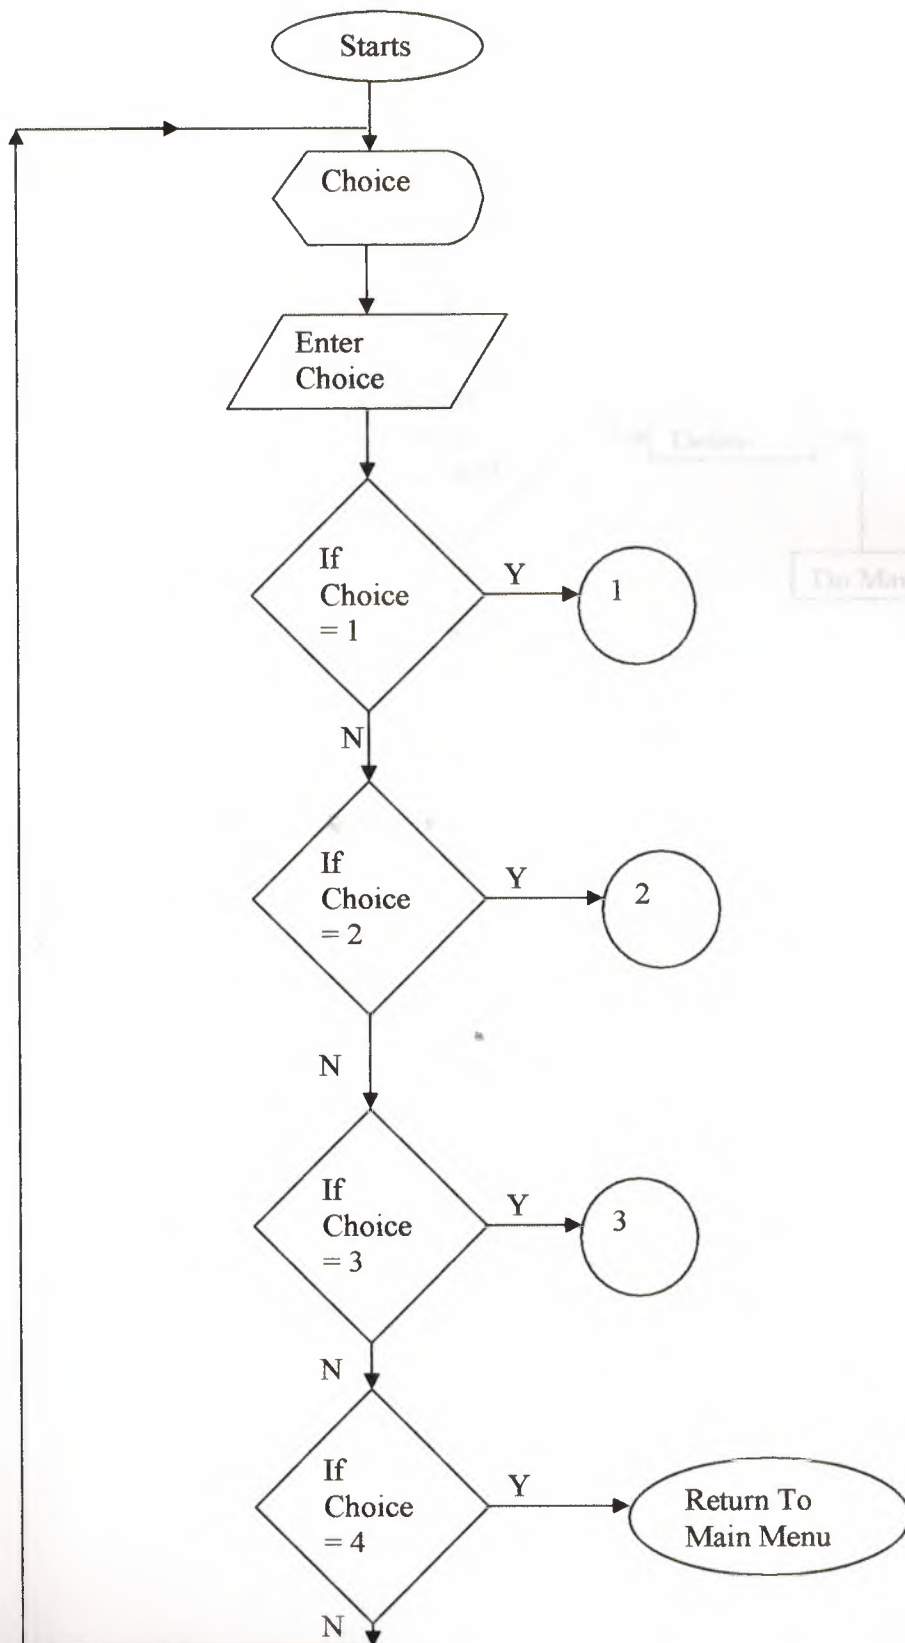 Starts
Choice
Enter
Choice
If
Choice
= 1
Y
1
N
If
Choice
= 2
Y
2
N
If
Choice
= 3
Y
3
N
If
Choice
= 4
Y
Return To
Main Menu
N